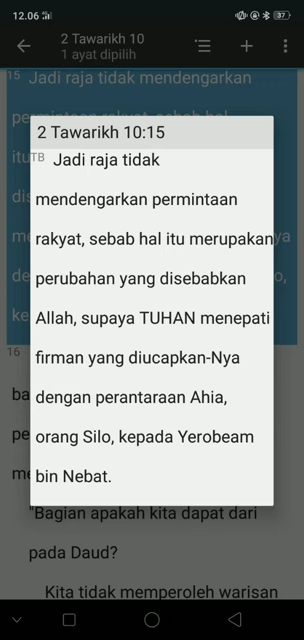 12.06
37
2 Tawarikh 10
1 ayat dipilih
15 Jadi raja tidak mendengarkan
2 Tawarikh 10:15
TB Jadi raja tidak
mendengarkan permintaan
rakyat, sebab hal itu merupakan
perubahan yang disebabkan
Allah, supaya TUHAN menepati
firman yang diucapkan-Nya
dengan perantaraan Ahia,
orang Silo, kepada Yerobeam
bin Nebat.
16
"Bagian apakah kita dapat dari
pada Daud?
Kita tidak memperoleh warisan